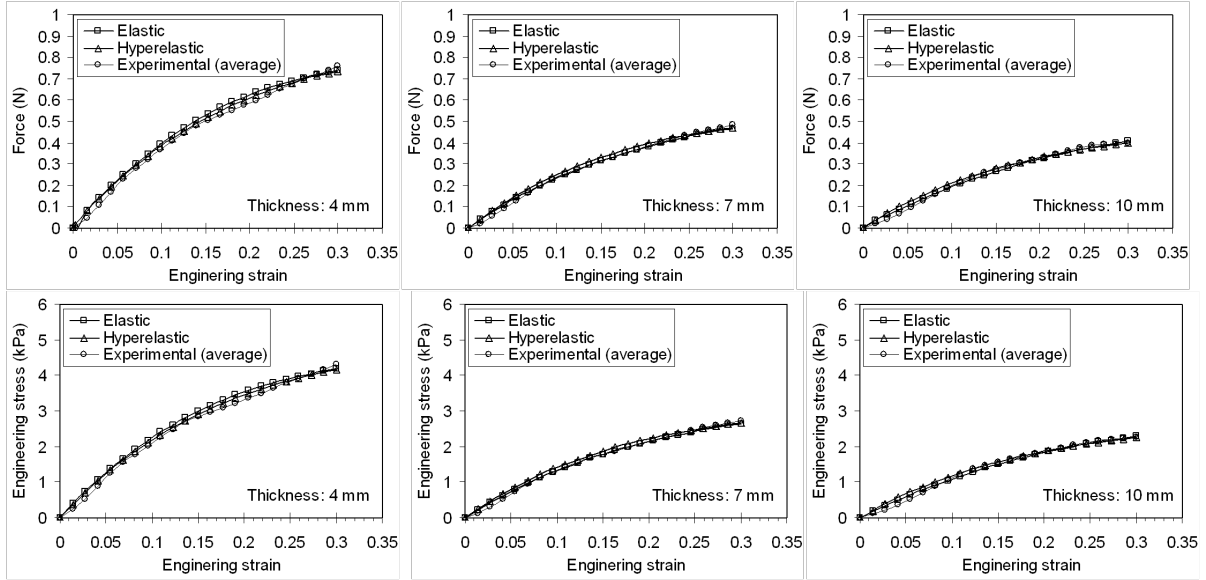 1
0.9
0.8
0.7
0.6
0.5
0.4
0.3
0.2
0.1
0
Force (N)
Elastic
Hyperelastic
Experimental (average)
Thickness: 4 mm
0 0.05 0.1 0.15 0.2 0.25 0.3 0.35
Enginering strain
1
0.9
0.8
0.7
0.6
0.5
0.4
0.3
0.2
0.1
0
Force (N)
Elastic
Hyperelastic
Experimental (average)
Thickness: 7 mm
0 0.05 0.1 0.15 0.2 0.25 0.3 0.35
Enginering strain
1
0.9
0.8
0.7
0.6
0.5
0.4
0.3
0.2
0.1
0
Force (N)
Elastic
Hyperelastic
Experimental (average)
Thickness: 10 mm
0 0.05 0.1 0.15 0.2 0.25 0.3 0.35
Enginering strain
6
5
4
3
2
1
0
Engineering stress (kPa)
Elastic
Hyperelastic
Experimental (average)
Thickness: 4 mm
0 0.05 0.1 0.15 0.2 0.25 0.3 0.35
Enginering strain
6
5
4
3
2
1
0
Engineering stress (kPa)
Elastic
Hyperelastic
Experimental (average)
Thickness: 7 mm
0 0.05 0.1 0.15 0.2 0.25 0.3 0.35
Enginering strain
6
5
4
3
2
1
0
Engineering stress (kPa)
Elastic
Hyperelastic
Experimental (average)
Thickness: 10 mm
0 0.05 0.1 0.15 0.2 0.25 0.3 0.35
Enginering strain